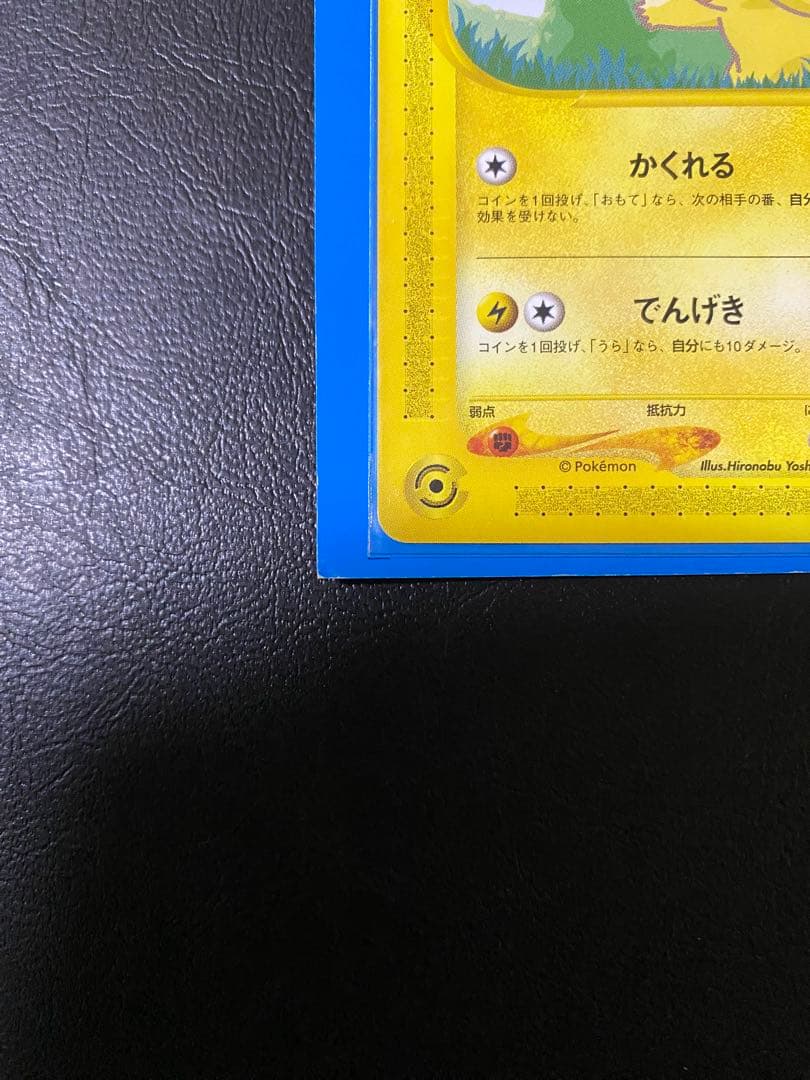 かくれる
コインを1回投げ、「おもて」なら、次の相手の番、自分
効果を受けない。
でんげき
コインを1回投げ、「うら」なら、自分にも10ダメージ。
弱点 抵抗力 に
© Pokémon Illus.Hironobu Yosh